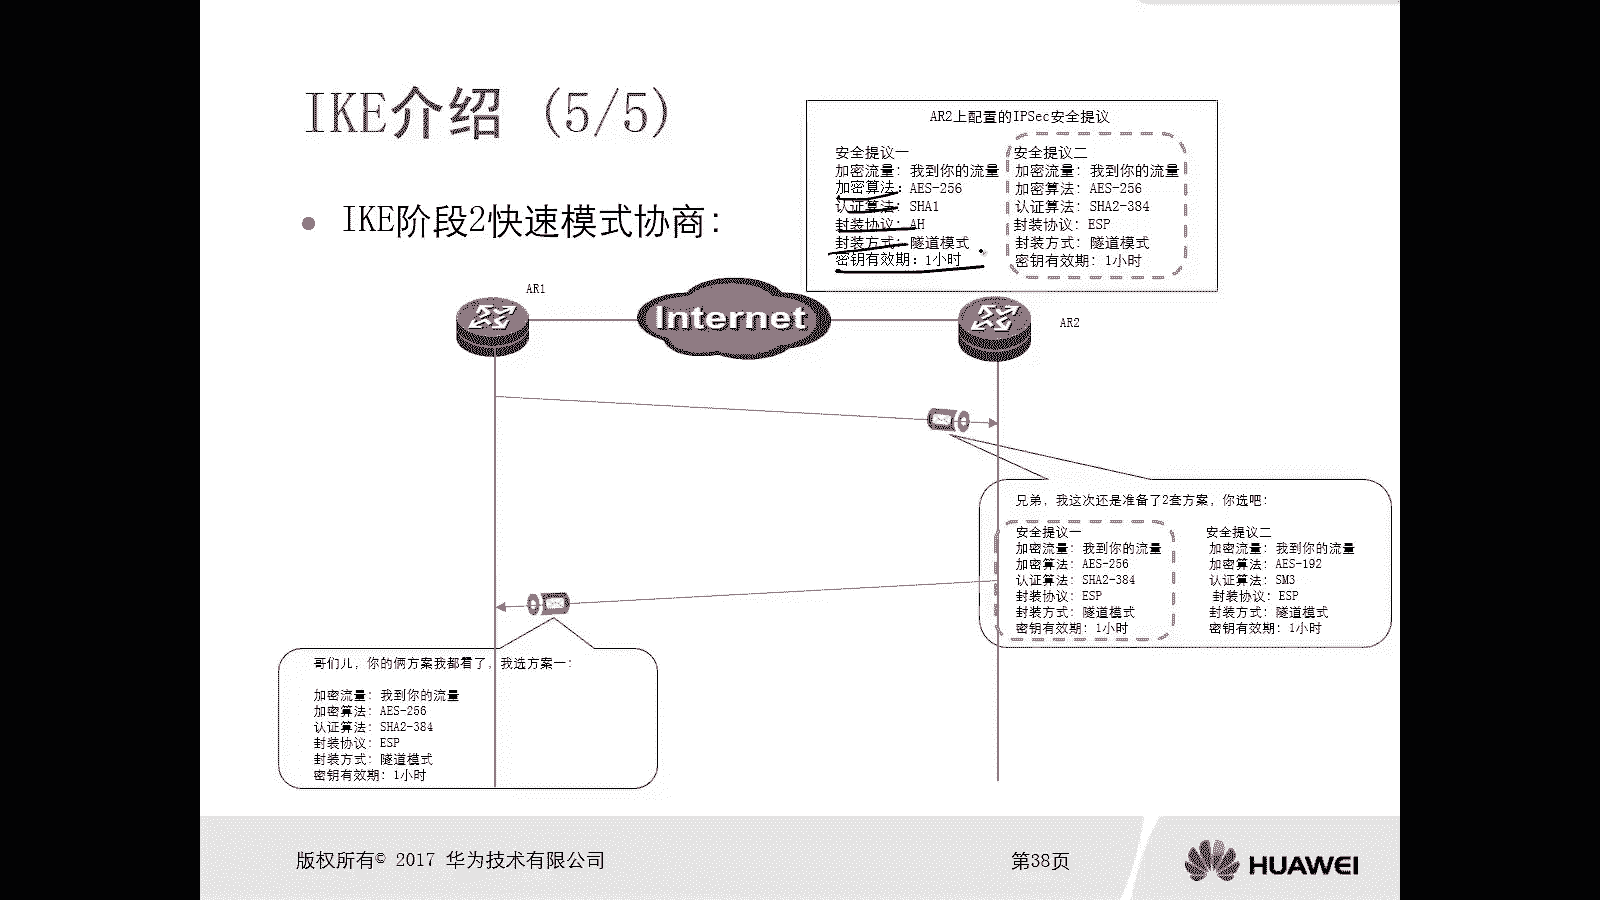 IKE介绍 (5/5)
AR2上配置的IPSec安全提议
安全提议一
加密流量：我到你的流量
加密算法：AES-256
认证算法：SHA1
封装协议：AH
封装方式：隧道模式
密钥有效期：1小时
安全提议二
加密流量：我到你的流量
加密算法：AES-256
认证算法：SHA2-384
封装协议：ESP
封装方式：隧道模式
密钥有效期：1小时
IKE阶段2快速模式协商：
AR1
Internet
AR2
兄弟，我这次还是准备了2套方案，你选吧：
安全提议一
加密流量：我到你的流量
加密算法：AES-256
认证算法：SHA2-384
封装协议：ESP
封装方式：隧道模式
密钥有效期：1小时
安全提议二
加密流量：我到你的流量
加密算法：AES-192
认证算法：SM3
封装协议：ESP
封装方式：隧道模式
密钥有效期：1小时
哥们儿，你的俩方案我都看了，我选方案一：
加密流量：我到你的流量
加密算法：AES-256
认证算法：SHA2-384
封装协议：ESP
封装方式：隧道模式
密钥有效期：1小时
版权所有© 2017 华为技术有限公司
第38页
HUAWEI